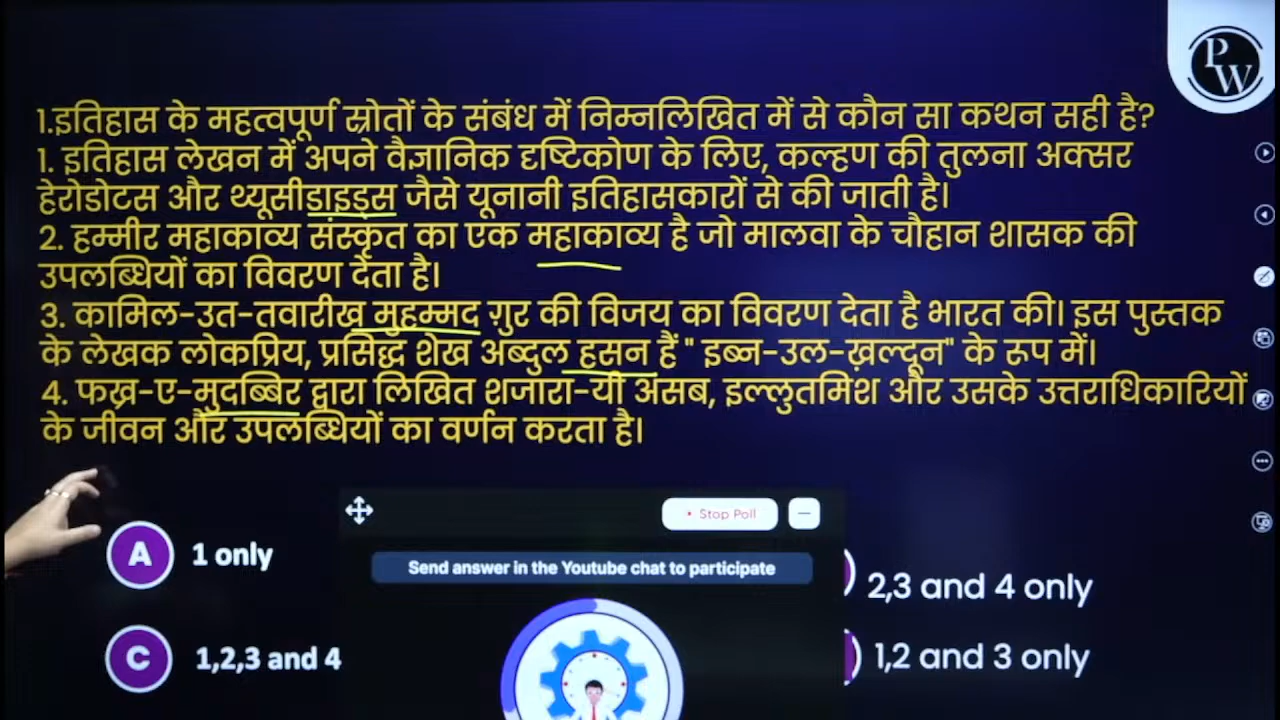 PW
1.इतिहास के महत्वपूर्ण स्रोतों के संबंध में निम्नलिखित में से कौन सा कथन सही है?
1. इतिहास लेखन में अपने वैज्ञानिक दृष्टिकोण के लिए, कल्हण की तुलना अक्सर
हेरोडोटस और थ्यूसीडाइड्स जैसे यूनानी इतिहासकारों से की जाती है।
2. हम्मीर महाकाव्य संस्कृत का एक महाकाव्य है जो मालवा के चौहान शासक की
उपलब्धियों का विवरण देता है।
3. कामिल-उत-तवारीख मुहम्मद ग़ुर की विजय का विवरण देता है भारत की। इस पुस्तक
के लेखक लोकप्रिय, प्रसिद्ध शेख अब्दुल हसन हैं " इब्न-उल-ख़ल्दून" के रूप में।
4. फख्र-ए-मुदब्बिर द्वारा लिखित शजारा-यी अंसब, इल्लुतमिश और उसके उत्तराधिकारियों
के जीवन और उपलब्धियों का वर्णन करता है।
Stop Poll
Send answer in the Youtube chat to participate
A 1 only
2,3 and 4 only
C 1,2,3 and 4
1,2 and 3 only